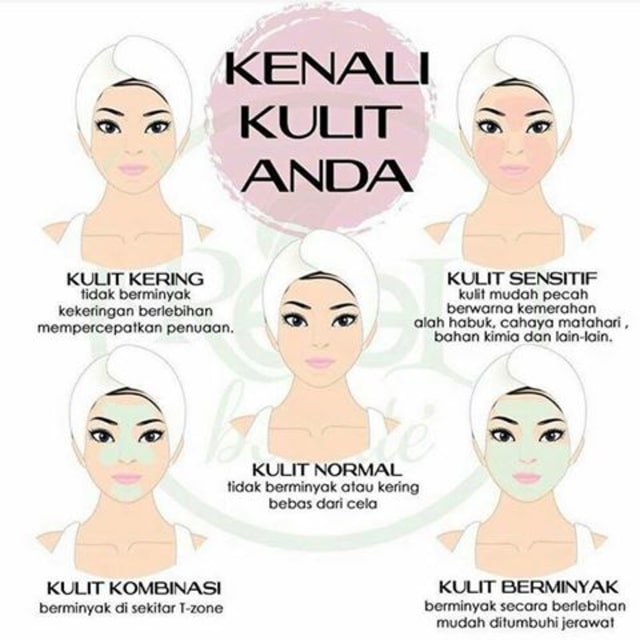 KENALI
KULIT
ANDA
KULIT KERING
tidak berminyak
kekeringan berlebihan
mempercepatkan penuaan.
KULIT SENSITIF
kulit mudah pecah
berwarna kemerahan
alah habuk, cahaya matahari,
bahan kimia dan lain-lain.
KULIT NORMAL
tidak berminyak atau kering
bebas dari cela
KULIT KOMBINASI
berminyak di sekitar T-zone
KULIT BERMINYAK
berminyak secara berlebihan
mudah ditumbuhi jerawat